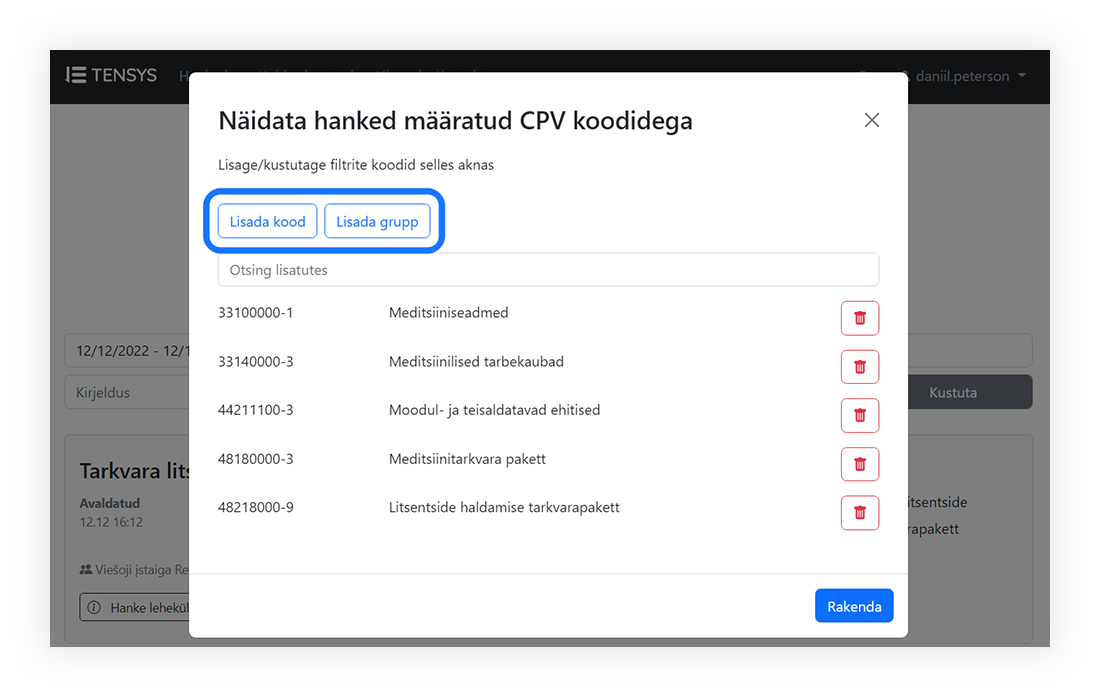 TENSYS
daniil.peterson
Näidata hanked määratud CPV koodidega
Lisage/kustutage filtrite koodid selles aknas
Lisada kood
Lisada grupp
Otsing lisatutes
33100000-1 Meditsiiniseadmed
33140000-3 Meditsiinilised tarbekaubad
44211100-3 Moodul- ja teisaldatavad ehitised
48180000-3 Meditsiinitarkvara pakett
48218000-9 Litsentside haldamise tarkvarapakett
Rakenda
12/12/2022 - 12/1
Kirjeldus
Kustuta
Tarkvara lits
Avaldatud
12.12 16:12
Viešoji įstaiga Re
Hanke lehekül
itsentside
rapakett